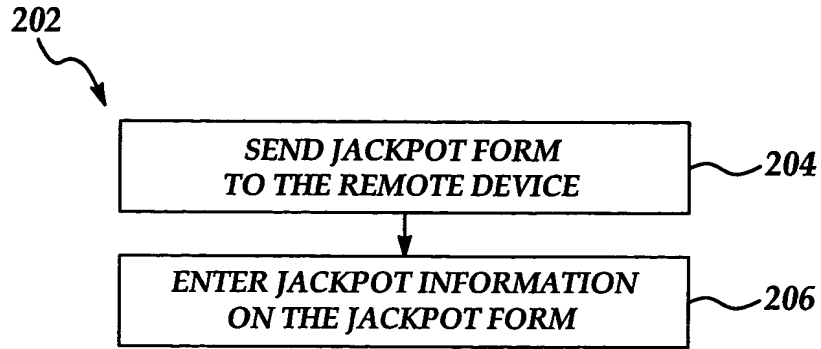 202
SEND JACKPOT FORM
TO THE REMOTE DEVICE
204
ENTER JACKPOT INFORMATION
ON THE JACKPOT FORM
206